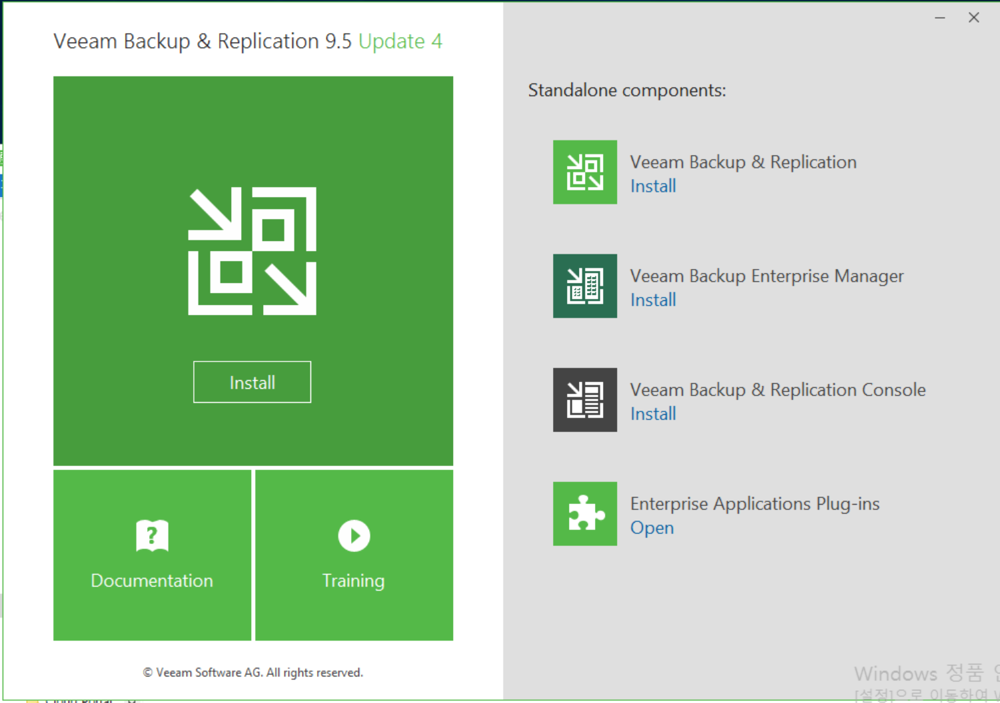 Veeam Backup & Replication 9.5 Update 4
Install
Documentation
Training
© Veeam Software AG. All rights reserved.
Standalone components:
Veeam Backup & Replication
Install
Veeam Backup Enterprise Manager
Install
Veeam Backup & Replication Console
Install
Enterprise Applications Plug-ins
Open
Windows 정품
[설정]으로 이동하여